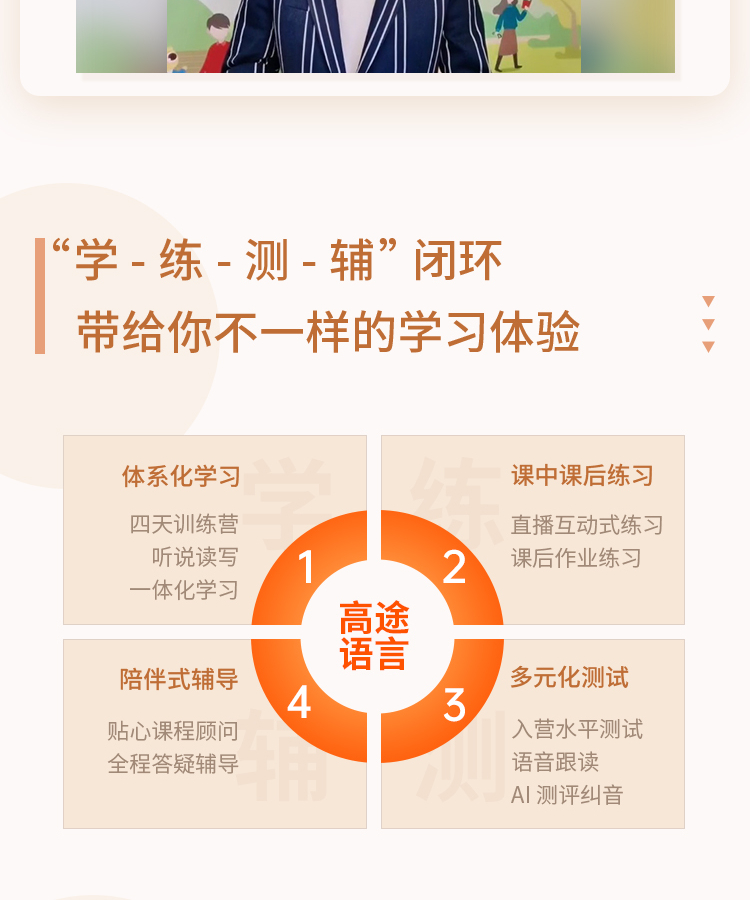 “学 - 练 - 测 - 辅” 闭环
带给你不一样的学习体验
学
体系化学习
四天训练营
听说读写
一体化学习
1
练
课中课后练习
直播互动式练习
课后作业练习
2
高途
语言
辅
陪伴式辅导
贴心课程顾问
全程答疑辅导
4
测
多元化测试
入营水平测试
语音跟读
AI 测评纠音
3